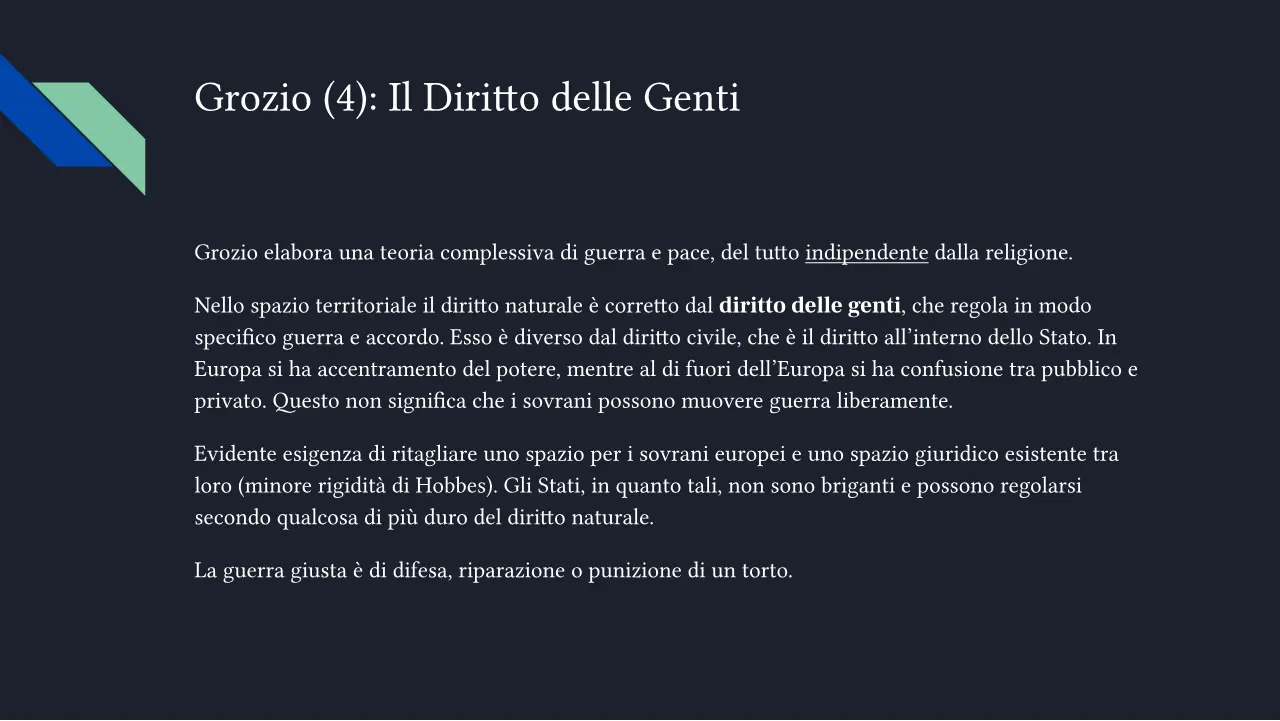 Grozio (4): Il Diritto delle Genti
Grozio elabora una teoria complessiva di guerra e pace, del tutto indipendente dalla religione.
Nello spazio territoriale il diritto naturale è corretto dal diritto delle genti, che regola in modo
specifico guerra e accordo. Esso è diverso dal diritto civile, che è il diritto all’interno dello Stato. In
Europa si ha accentramento del potere, mentre al di fuori dell’Europa si ha confusione tra pubblico e
privato. Questo non significa che i sovrani possono muovere guerra liberamente.
Evidente esigenza di ritagliare uno spazio per i sovrani europei e uno spazio giuridico esistente tra
loro (minore rigidità di Hobbes). Gli Stati, in quanto tali, non sono briganti e possono regolarsi
secondo qualcosa di più duro del diritto naturale.
La guerra giusta è di difesa, riparazione o punizione di un torto.